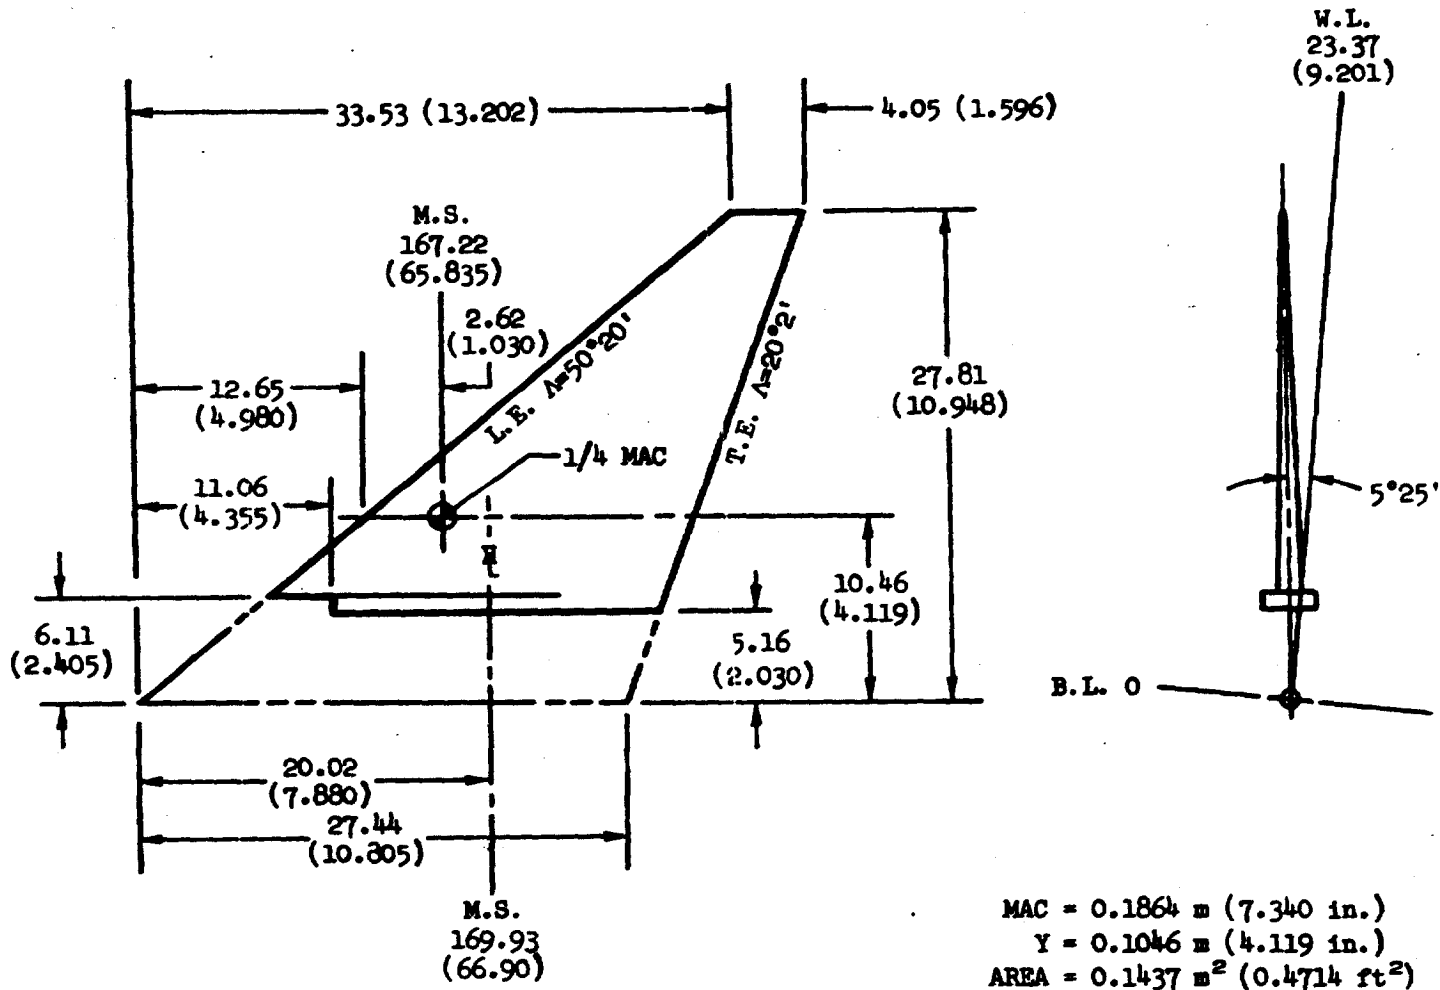 W.L.
23.37
(9.201)
33.53 (13.202)
4.05 (1.596)
M.S.
167.22
(65.835)
2.62
(1.030)
L.E. Λ=50°20'
T.E. Λ=20°2'
12.65
(4.980)
27.81
(10.948)
1/4 MAC
11.06
(4.355)
5°25'
10.46
(4.119)
6.11
(2.405)
5.16
(2.030)
B.L. 0
20.02
(7.880)
27.44
(10.805)
M.S.
169.93
(66.90)
MAC = 0.1864 m (7.340 in.)
Y = 0.1046 m (4.119 in.)
AREA = 0.1437 m² (0.4714 ft²)